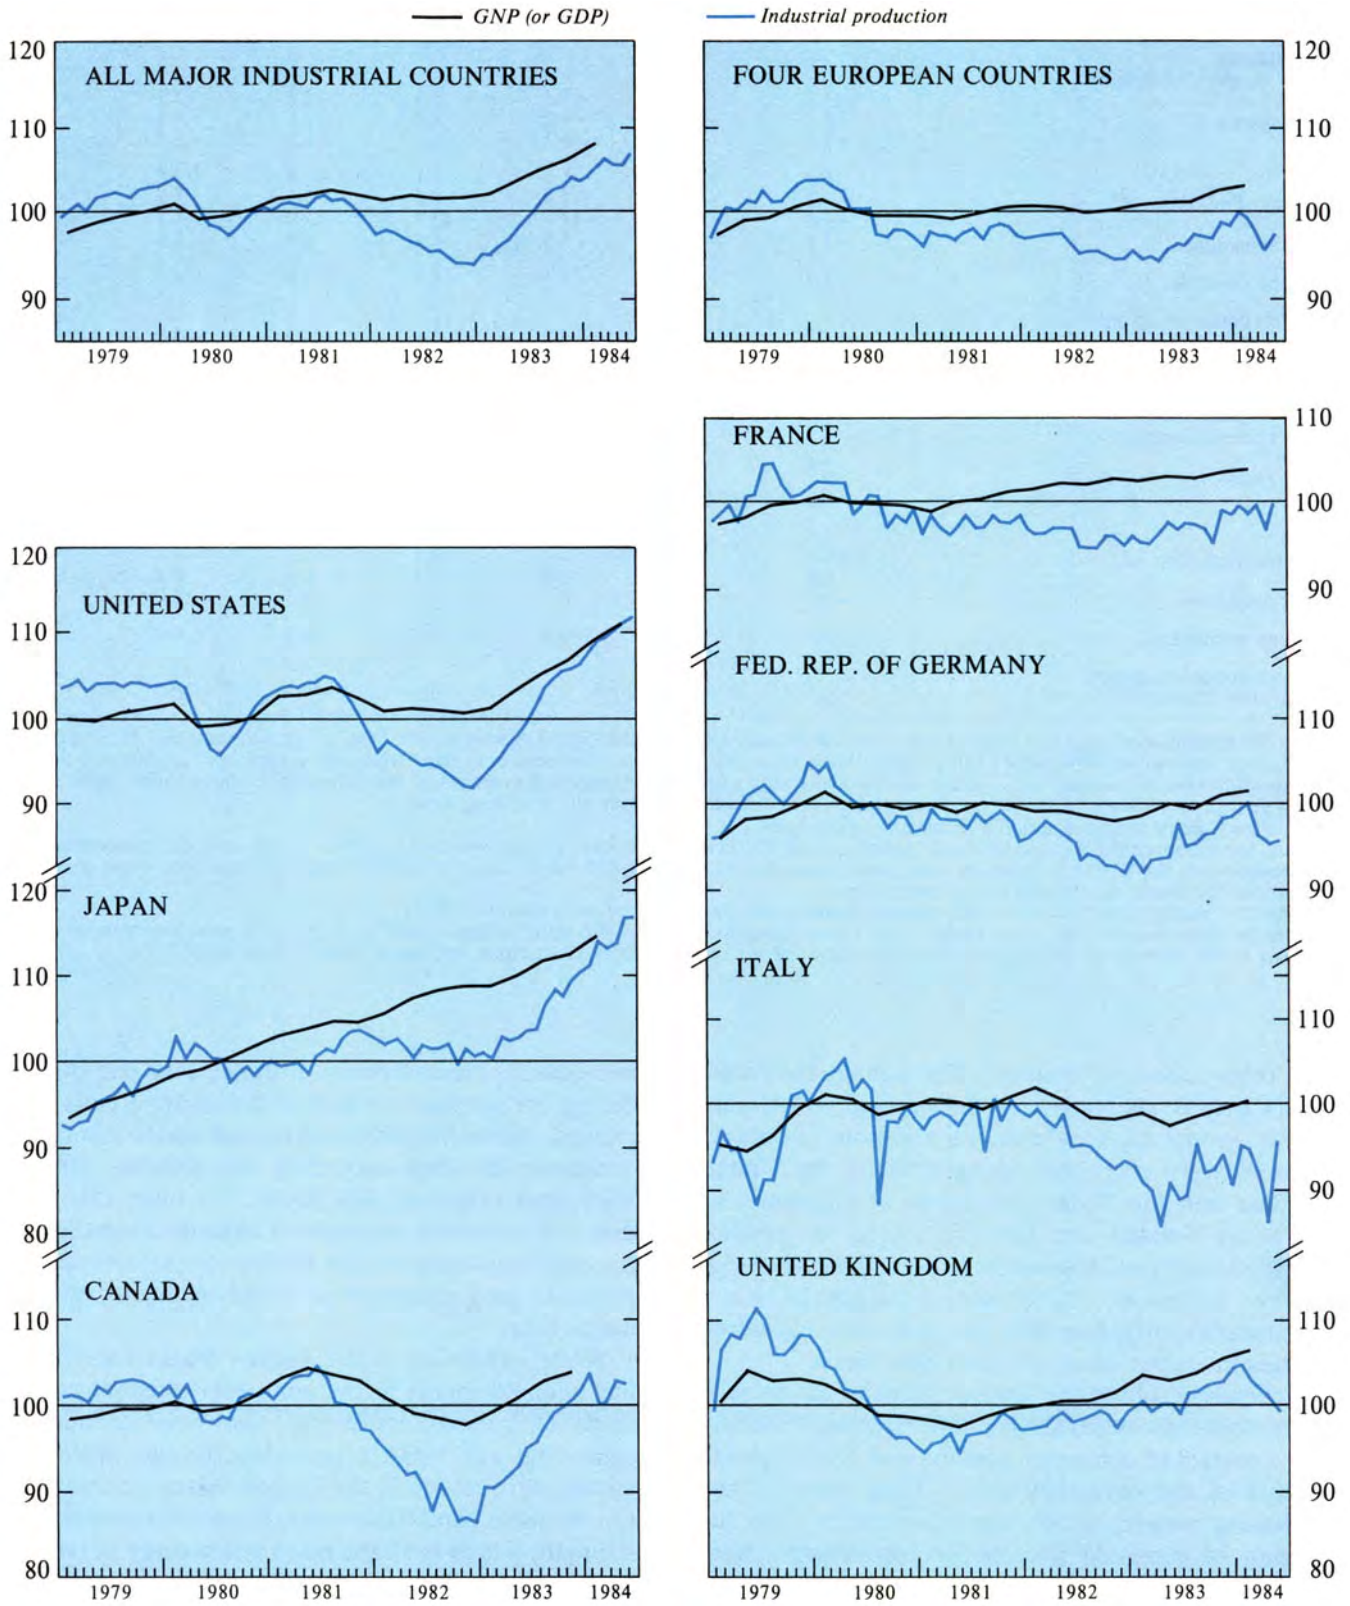 GNP (or GDP)
Industrial production
ALL MAJOR INDUSTRIAL COUNTRIES
120
110
100
90
1979 1980 1981 1982 1983 1984
FOUR EUROPEAN COUNTRIES
120
110
100
90
1979 1980 1981 1982 1983 1984
UNITED STATES
120
110
100
90
JAPAN
120
110
100
90
80
CANADA
110
100
90
80
1979 1980 1981 1982 1983 1984
FRANCE
110
100
90
FED. REP. OF GERMANY
110
100
90
ITALY
110
100
90
UNITED KINGDOM
110
100
90
80
1979 1980 1981 1982 1983 1984